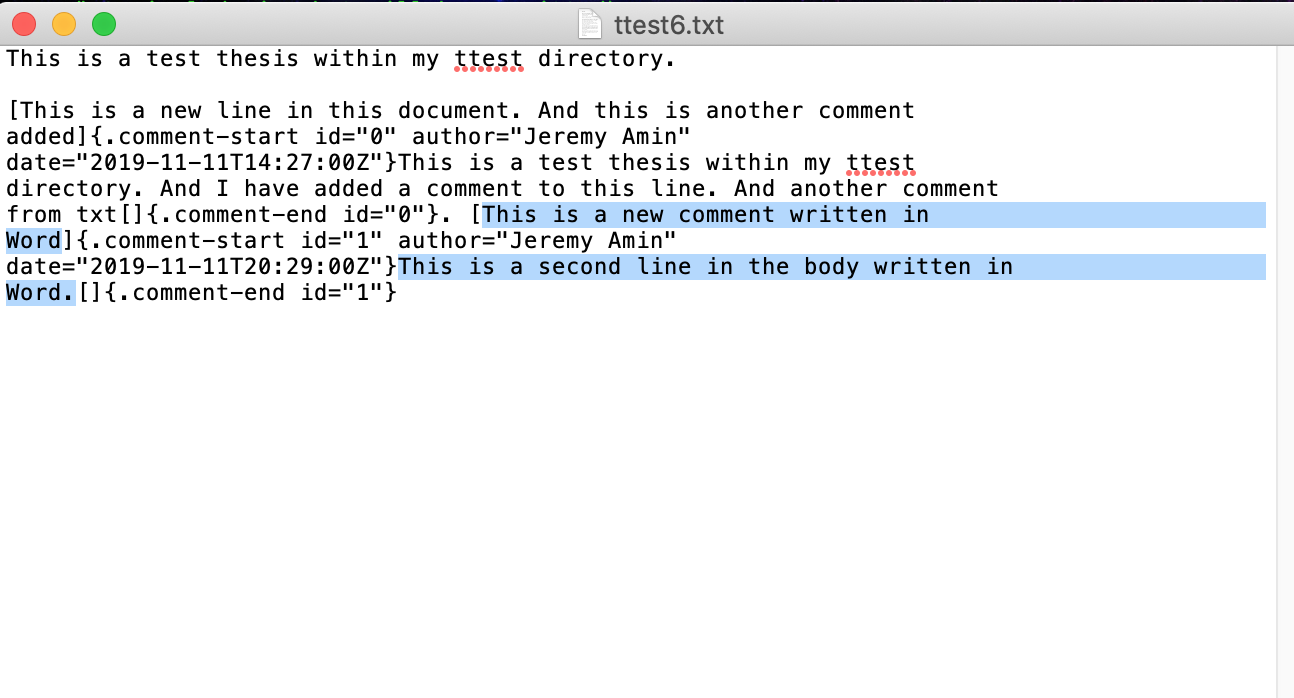 ttest6.txt
This is a test thesis within my ttest directory.
[This is a new line in this document. And this is another comment
added]{.comment-start id="0" author="Jeremy Amin"
date="2019-11-11T14:27:00Z"}This is a test thesis within my ttest
directory. And I have added a comment to this line. And another comment
from txt[]{.comment-end id="0"}. [This is a new comment written in
Word]{.comment-start id="1" author="Jeremy Amin"
date="2019-11-11T20:29:00Z"}This is a second line in the body written in
Word.[]{.comment-end id="1"}